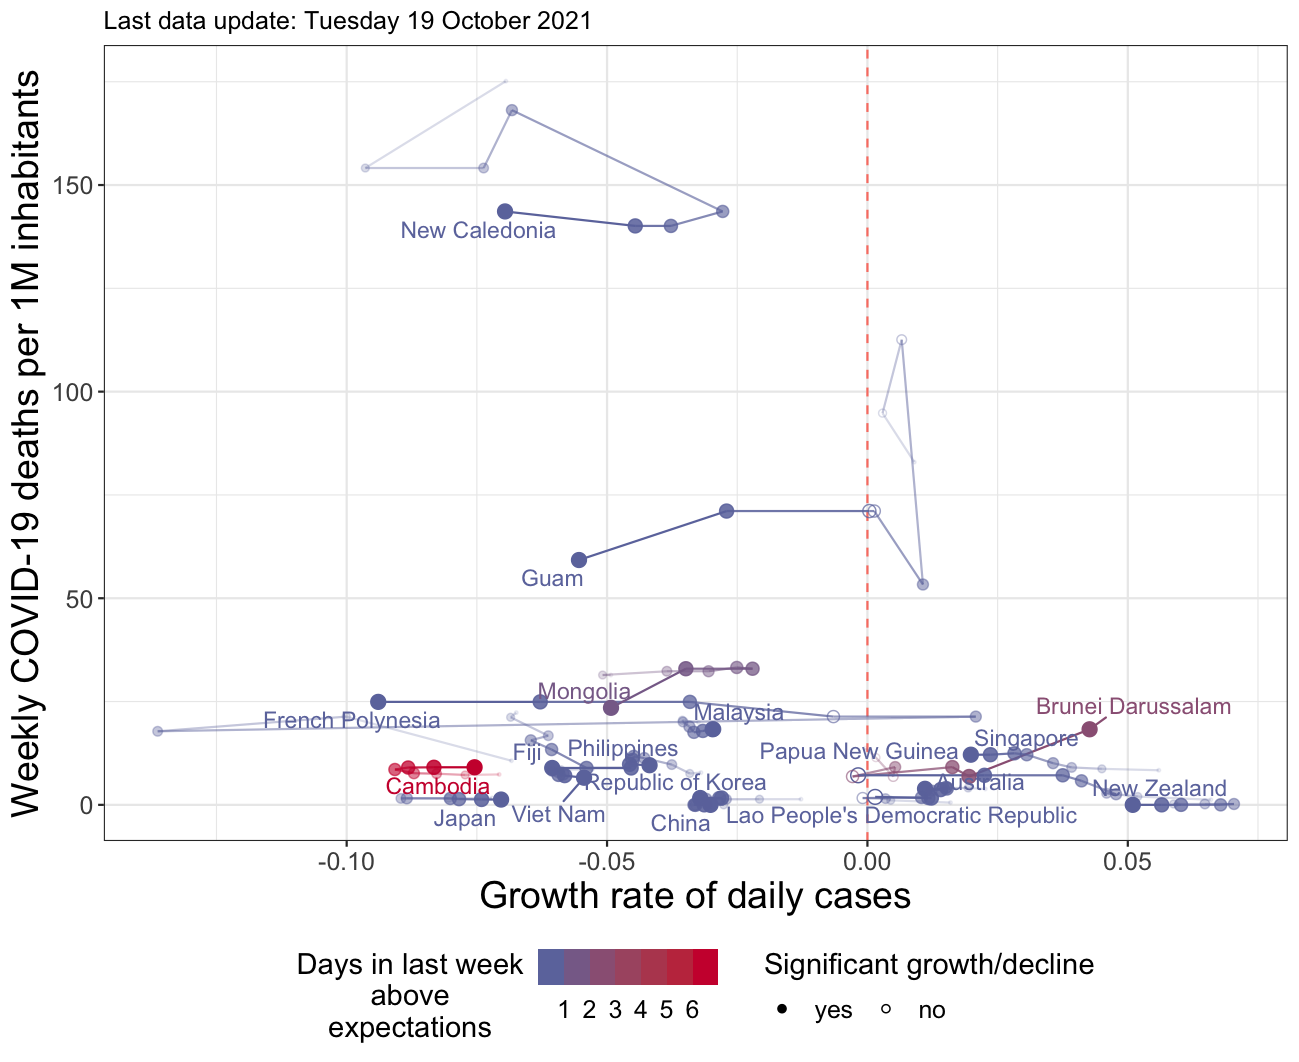 Last data update: Tuesday 19 October 2021
Weekly COVID-19 deaths per 1M inhabitants
150
100
50
0
New Caledonia
Guam
Mongolia
French Polynesia
Malaysia
Brunei Darussalam
Fiji
Philippines
Papua New Guinea
Singapore
Cambodia
Republic of Korea
Australia
New Zealand
Japan
Viet Nam
China
Lao People's Democratic Republic
-0.10 -0.05 0.00 0.05
Growth rate of daily cases
Days in last week
above
expectations
1 2 3 4 5 6
Significant growth/decline
yes no